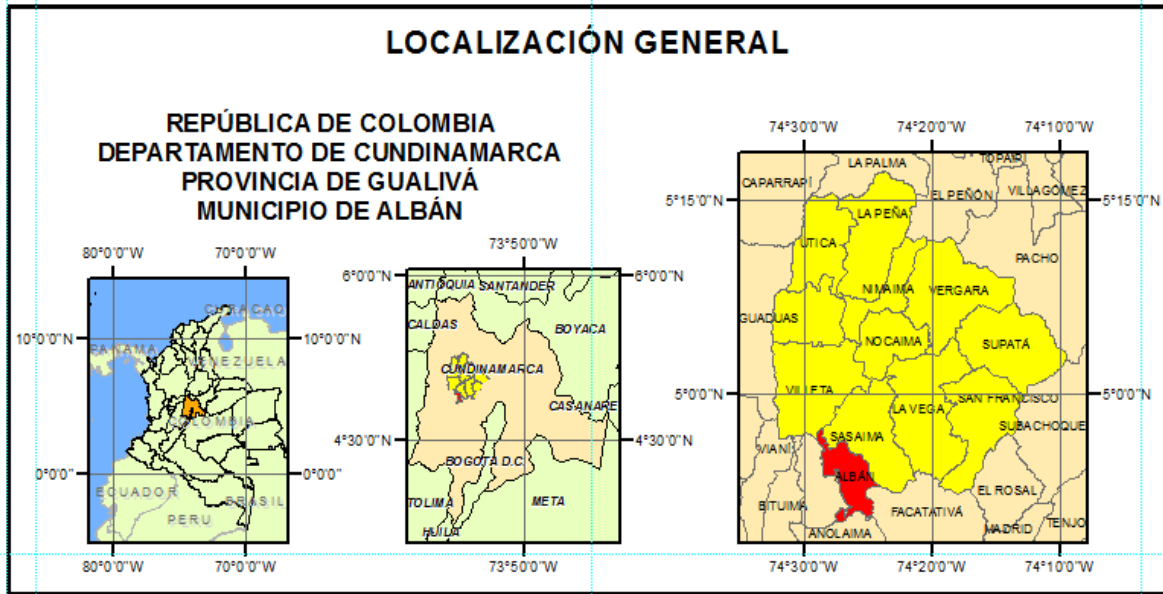 LOCALIZACIÓN GENERAL
REPÚBLICA DE COLOMBIA
DEPARTAMENTO DE CUNDINAMARCA
PROVINCIA DE GUALIVÁ
MUNICIPIO DE ALBÁN
80°0'0"W 70°0'0"W
10°0'0"N 10°0'0"N
0°0'0" 0°0'0"
80°0'0"W 70°0'0"W
CURACAO
PANAMA
VENEZUELA
COLOMBIA
ECUADOR
BRASIL
PERU
73°50'0"W
6°0'0"N 6°0'0"N
4°30'0"N 4°30'0"N
73°50'0"W
ANTIOQUIA SANTANDER
CALDAS
BOYACA
CUNDINAMARCA
CASANARE
BOGOTA D.C.
TOLIMA
META
HUILA
74°30'0"W 74°20'0"W 74°10'0"W
5°15'0"N 5°15'0"N
5°0'0"N 5°0'0"N
74°30'0"W 74°20'0"W 74°10'0"W
LA PALMA
TOPAIPÍ
CAPARRAPÍ
EL PEÑÓN
VILLAGÓMEZ
LA PEÑA
UTICA
PACHO
NIMAIMA
VERGARA
GUADUAS
NOCAIMA
SUPATÁ
VILLETA
LA VEGA
SAN FRANCISCO
SUBACHOQUE
SASAIMA
VIANÍ
ALBÁN
EL ROSAL
BITUIMA
FACATATIVÁ
MADRID
TENJO
ANOLAIMA